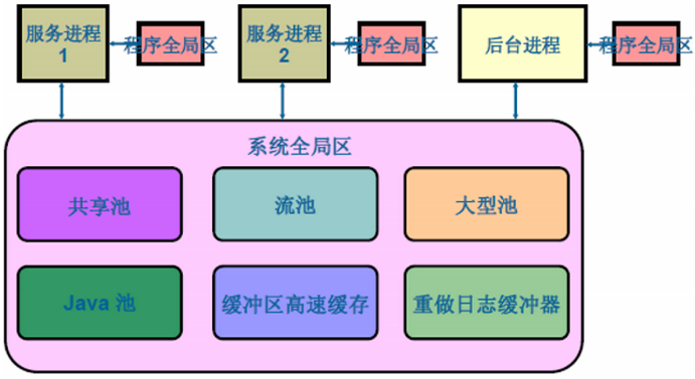 服务进程
1
程序全局区
服务进程
2
程序全局区
后台进程
程序全局区
系统全局区
共享池
流池
大型池
Java 池
缓冲区高速缓存
重做日志缓冲器